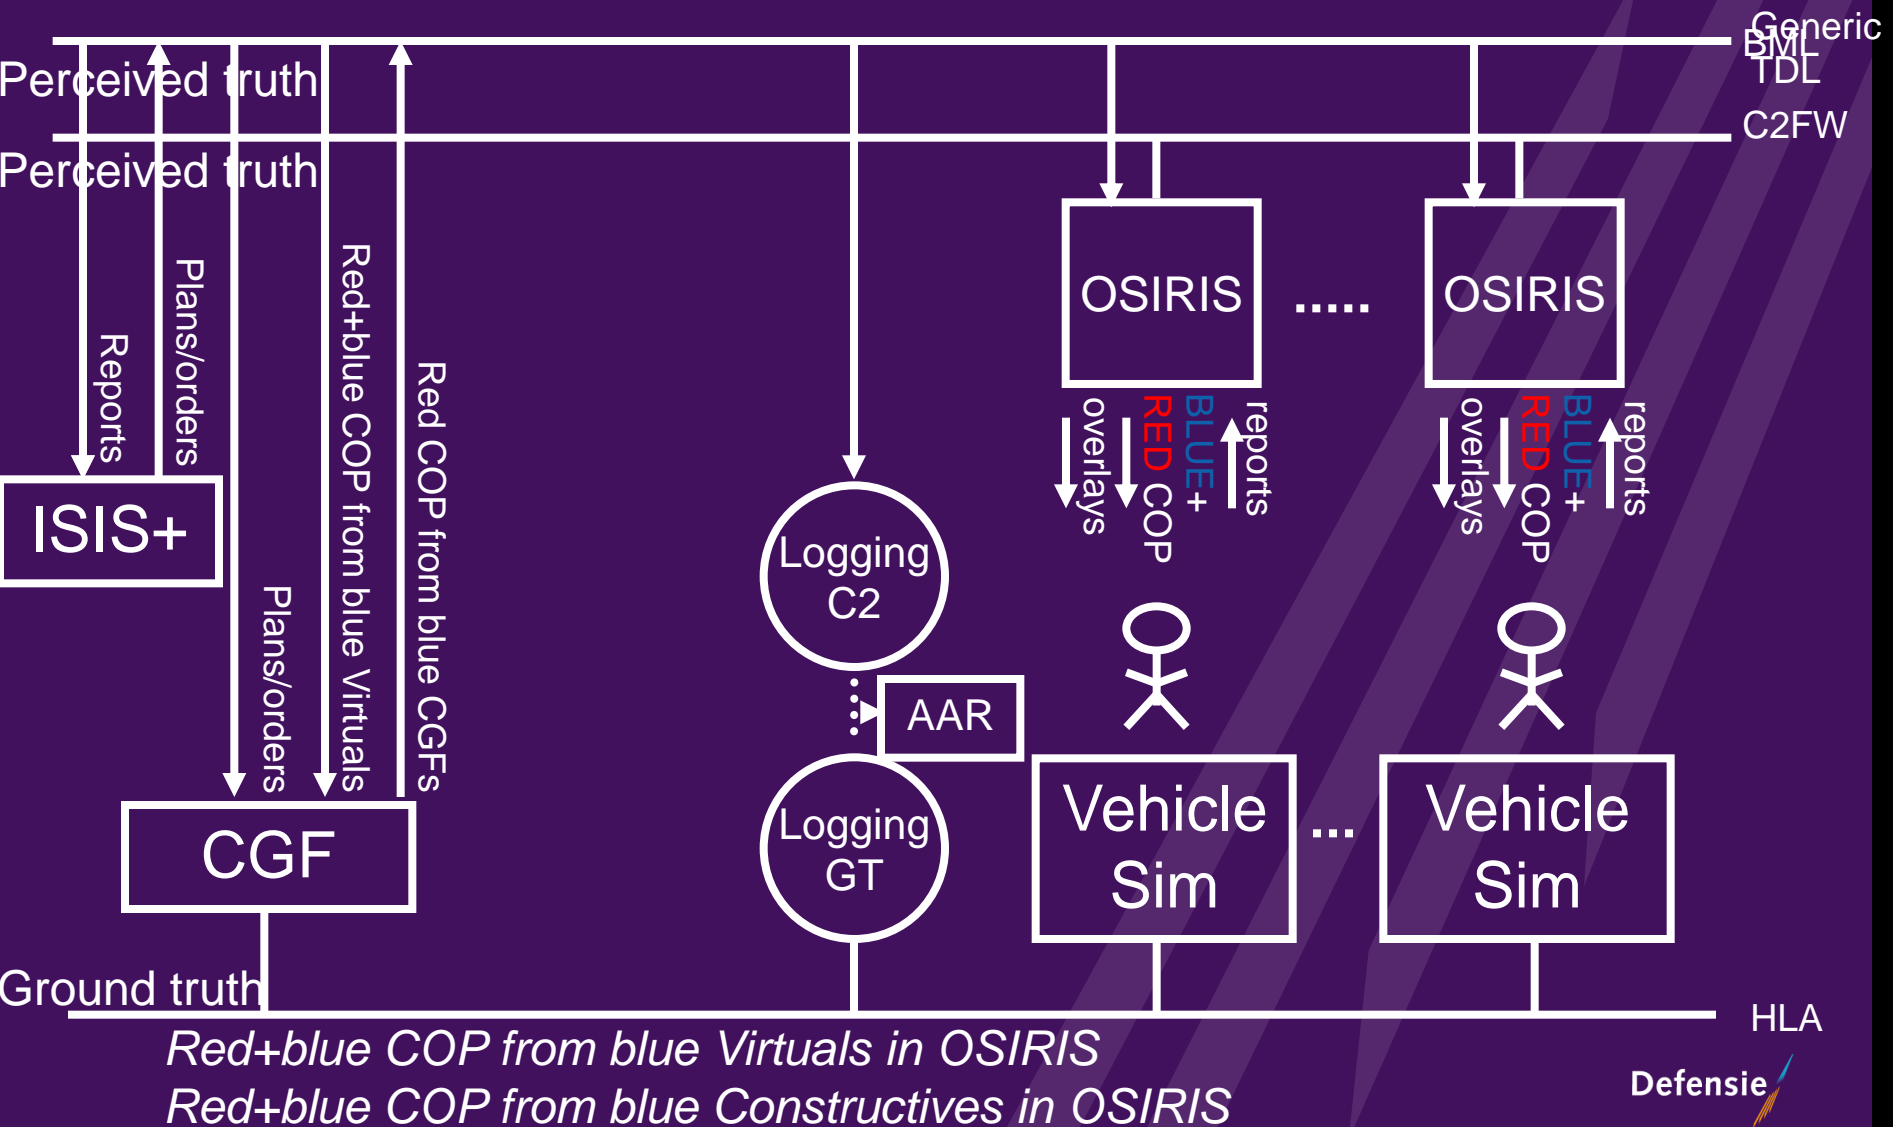 Generic
BML
TDL
Perceived truth
C2FW
Perceived truth
Reports
Plans/orders
Plans/orders
Red+blue COP from blue Virtuals
Red COP from blue CGFs
OSIRIS
.....
OSIRIS
overlays
RED COP
BLUE+
reports
overlays
RED COP
BLUE+
reports
ISIS+
Logging
C2
AAR
CGF
Logging
GT
Vehicle
Sim
...
Vehicle
Sim
Ground truth
HLA
Red+blue COP from blue Virtuals in OSIRIS
Red+blue COP from blue Constructives in OSIRIS
Defensie